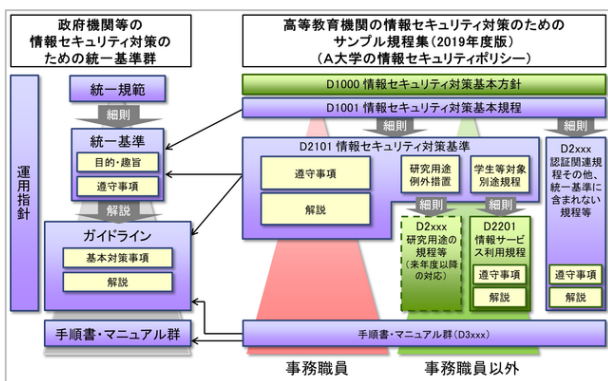 政府機関等の
情報セキュリティ対策の
ための統一基準群
高等教育機関の情報セキュリティ対策のための
サンプル規程集(2019年度版)
(A大学の情報セキュリティポリシー)
運用指針
統一規範
細則
統一基準
目的・趣旨
遵守事項
解説
ガイドライン
基本対策事項
解説
手順書・マニュアル群
D1000 情報セキュリティ対策基本方針
D1001 情報セキュリティ対策基本規程
細則
細則
D2101 情報セキュリティ対策基準
遵守事項
解説
研究用途
例外措置
学生等対象
別途規程
細則
細則
D2xxx
研究用途の
規程等
(来年度以降
の対応)
D2201
情報サービ
ス利用規程
遵守事項
解説
D2xxx
認証関連規
程その他、
統一基準に
含まれない
規程等
遵守事項
解説
手順書・マニュアル群(D3xxx)
事務職員
事務職員以外